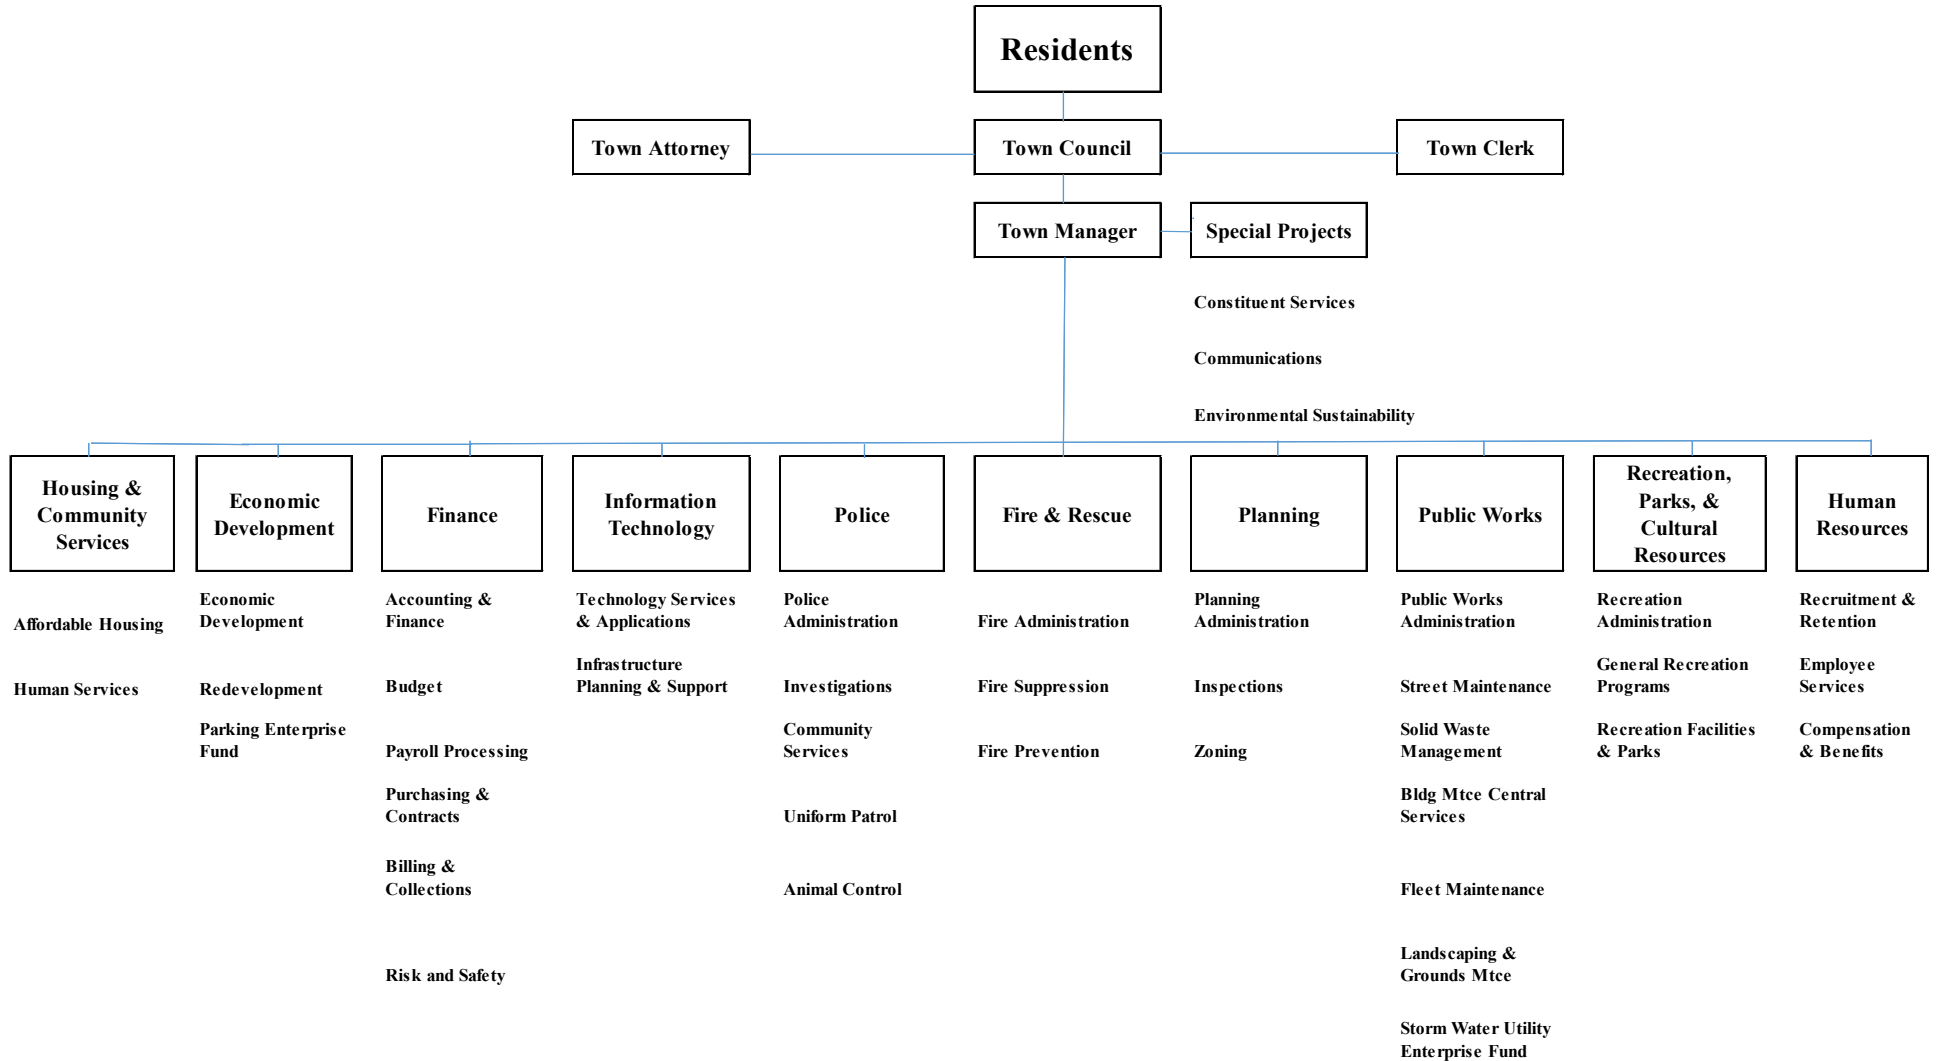 Residents
Town Attorney
Town Council
Town Clerk
Town Manager
Special Projects
Constituent Services
Communications
Environmental Sustainability
Housing &
Community
Services
Economic
Development
Finance
Information
Technology
Police
Fire & Rescue
Planning
Public Works
Recreation,
Parks, &
Cultural
Resources
Human
Resources
Affordable Housing
Human Services
Economic
Development
Redevelopment
Parking Enterprise
Fund
Accounting &
Finance
Budget
Payroll Processing
Purchasing &
Contracts
Billing &
Collections
Risk and Safety
Technology Services
& Applications
Infrastructure
Planning & Support
Police
Administration
Investigations
Community
Services
Uniform Patrol
Animal Control
Fire Administration
Fire Suppression
Fire Prevention
Planning
Administration
Inspections
Zoning
Public Works
Administration
Street Maintenance
Solid Waste
Management
Bldg Mtce Central
Services
Fleet Maintenance
Landscaping &
Grounds Mtce
Storm Water Utility
Enterprise Fund
Recreation
Administration
General Recreation
Programs
Recreation Facilities
& Parks
Recruitment &
Retention
Employee
Services
Compensation
& Benefits